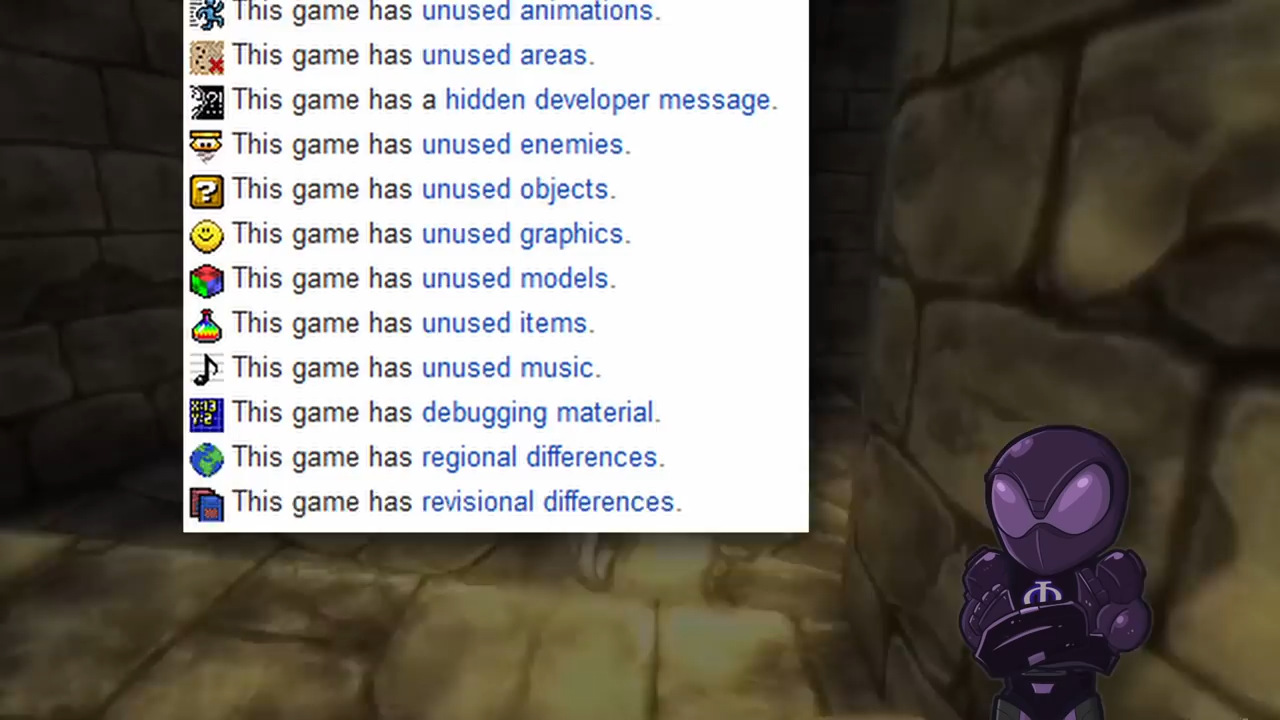 This game has unused animations.
This game has unused areas.
This game has a hidden developer message.
This game has unused enemies.
This game has unused objects.
This game has unused graphics.
This game has unused models.
This game has unused items.
This game has unused music.
This game has debugging material.
This game has regional differences.
This game has revisional differences.